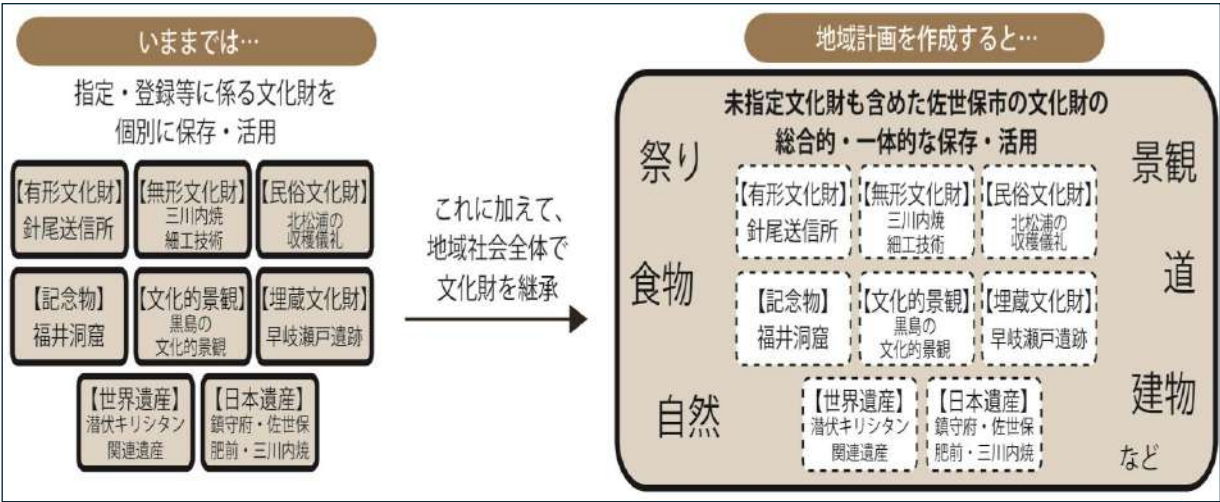 いままでは…
指定・登録等に係る文化財を
個別に保存・活用
【有形文化財】
針尾送信所
【無形文化財】
三川内焼
細工技術
【民俗文化財】
北松浦の
収穫儀礼
【記念物】
福井洞窟
【文化的景観】
黒島の
文化的景観
【埋蔵文化財】
早岐瀬戸遺跡
【世界遺産】
潜伏キリシタン
関連遺産
【日本遺産】
鎮守府・佐世保
肥前・三川内焼
これに加えて、
地域社会全体で
文化財を継承
地域計画を作成すると…
未指定文化財も含めた佐世保市の文化財の
総合的・一体的な保存・活用
祭り
食物
自然
【有形文化財】
針尾送信所
【無形文化財】
三川内焼
細工技術
【民俗文化財】
北松浦の
収穫儀礼
【記念物】
福井洞窟
【文化的景観】
黒島の
文化的景観
【埋蔵文化財】
早岐瀬戸遺跡
【世界遺産】
潜伏キリシタン
関連遺産
【日本遺産】
鎮守府・佐世保
肥前・三川内焼
景観
道
建物
など